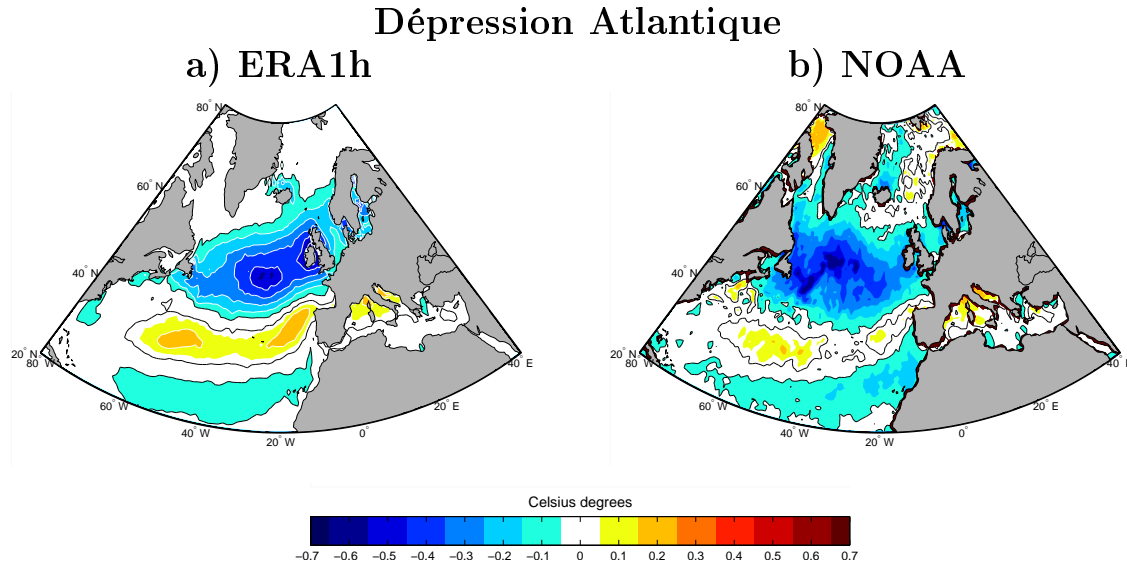 Dépression Atlantique
a) ERA1h
b) NOAA
80° N
60° N
40° N
20° N
80° W
60° W
40° W
20° W
0°
20° E
40° E
80° N
60° N
40° N
20° N
80° W
60° W
40° W
20° W
0°
20° E
40° E
Celsius degrees
−0.7 −0.6 −0.5 −0.4 −0.3 −0.2 −0.1 0 0.1 0.2 0.3 0.4 0.5 0.6 0.7